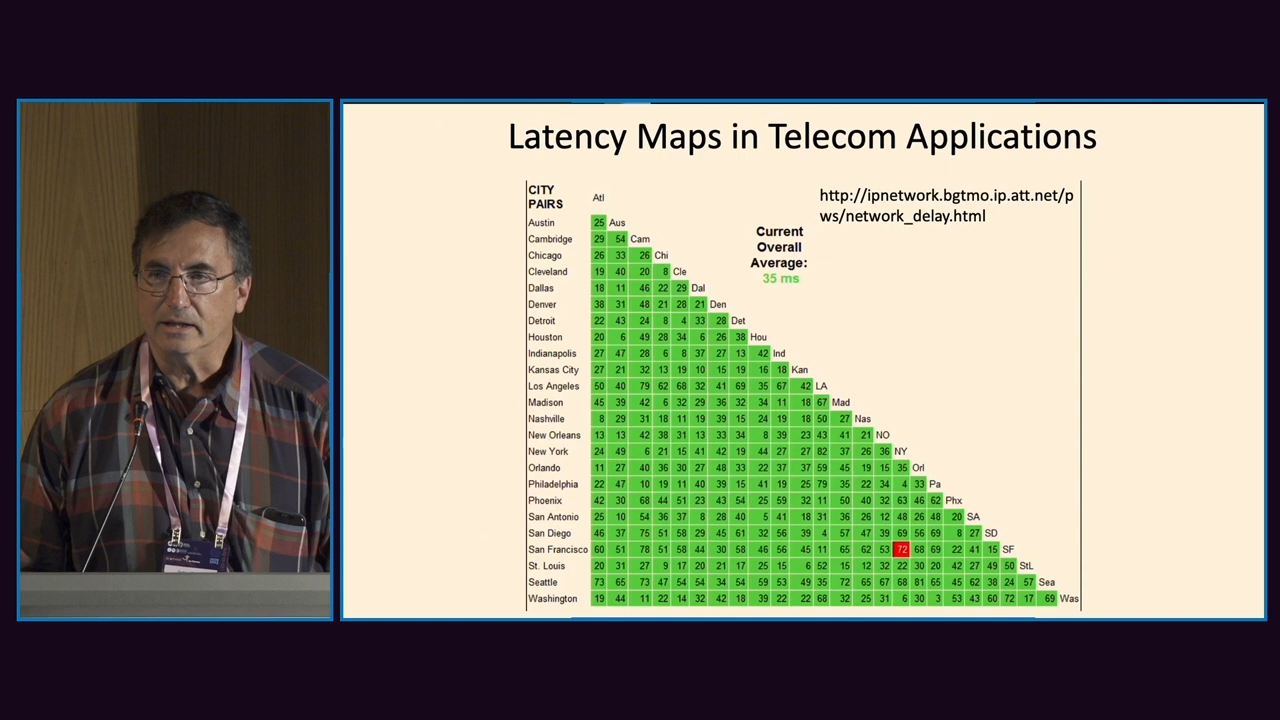 Latency Maps in Telecom Applications
http://ipnetwork.bgtmo.ip.att.net/p
ws/network_delay.html
CITY
PAIRS
Atl
Current
Overall
Average:
35 ms
Austin 25 Aus
Cambridge 29 54 Cam
Chicago 26 33 26 Chi
Cleveland 19 40 20 8 Cle
Dallas 18 11 46 22 29 Dal
Denver 38 31 48 21 28 21 Den
Detroit 22 43 24 8 4 33 28 Det
Houston 20 6 49 28 34 6 26 38 Hou
Indianapolis 27 47 28 6 8 37 27 13 42 Ind
Kansas City 27 21 32 13 19 10 15 19 16 18 Kan
Los Angeles 50 40 79 62 68 32 41 69 35 67 42 LA
Madison 45 39 42 6 32 29 36 32 34 11 18 67 Mad
Nashville 8 29 31 18 11 19 39 15 24 19 18 50 27 Nas
New Orleans 13 13 42 38 31 13 33 34 8 39 23 43 41 21 NO
New York 24 49 6 21 15 41 42 19 44 27 27 82 37 26 36 NY
Orlando 11 27 40 36 30 27 48 33 22 37 37 59 45 19 15 35 Orl
Philadelphia 22 47 10 19 11 40 39 15 41 19 25 79 35 22 34 4 33 Pa
Phoenix 42 30 68 44 51 23 43 54 25 59 32 11 50 40 32 63 46 62 Phx
San Antonio 25 10 54 36 37 8 28 40 5 41 18 31 36 26 12 48 26 48 20 SA
San Diego 46 37 75 51 58 29 45 61 32 56 39 4 57 47 39 69 56 69 8 27 SD
San Francisco 60 51 78 51 58 44 30 58 46 56 45 11 65 62 53 72 68 69 22 41 15 SF
St. Louis 20 31 27 9 17 20 21 17 25 15 6 52 15 12 32 22 30 20 42 27 49 50 StL
Seattle 73 65 73 47 54 54 34 54 59 53 49 35 72 65 67 68 81 65 45 62 38 24 57 Sea
Washington 19 44 11 22 14 32 42 18 39 22 22 68 32 25 31 6 30 3 53 43 60 72 17 69 Was